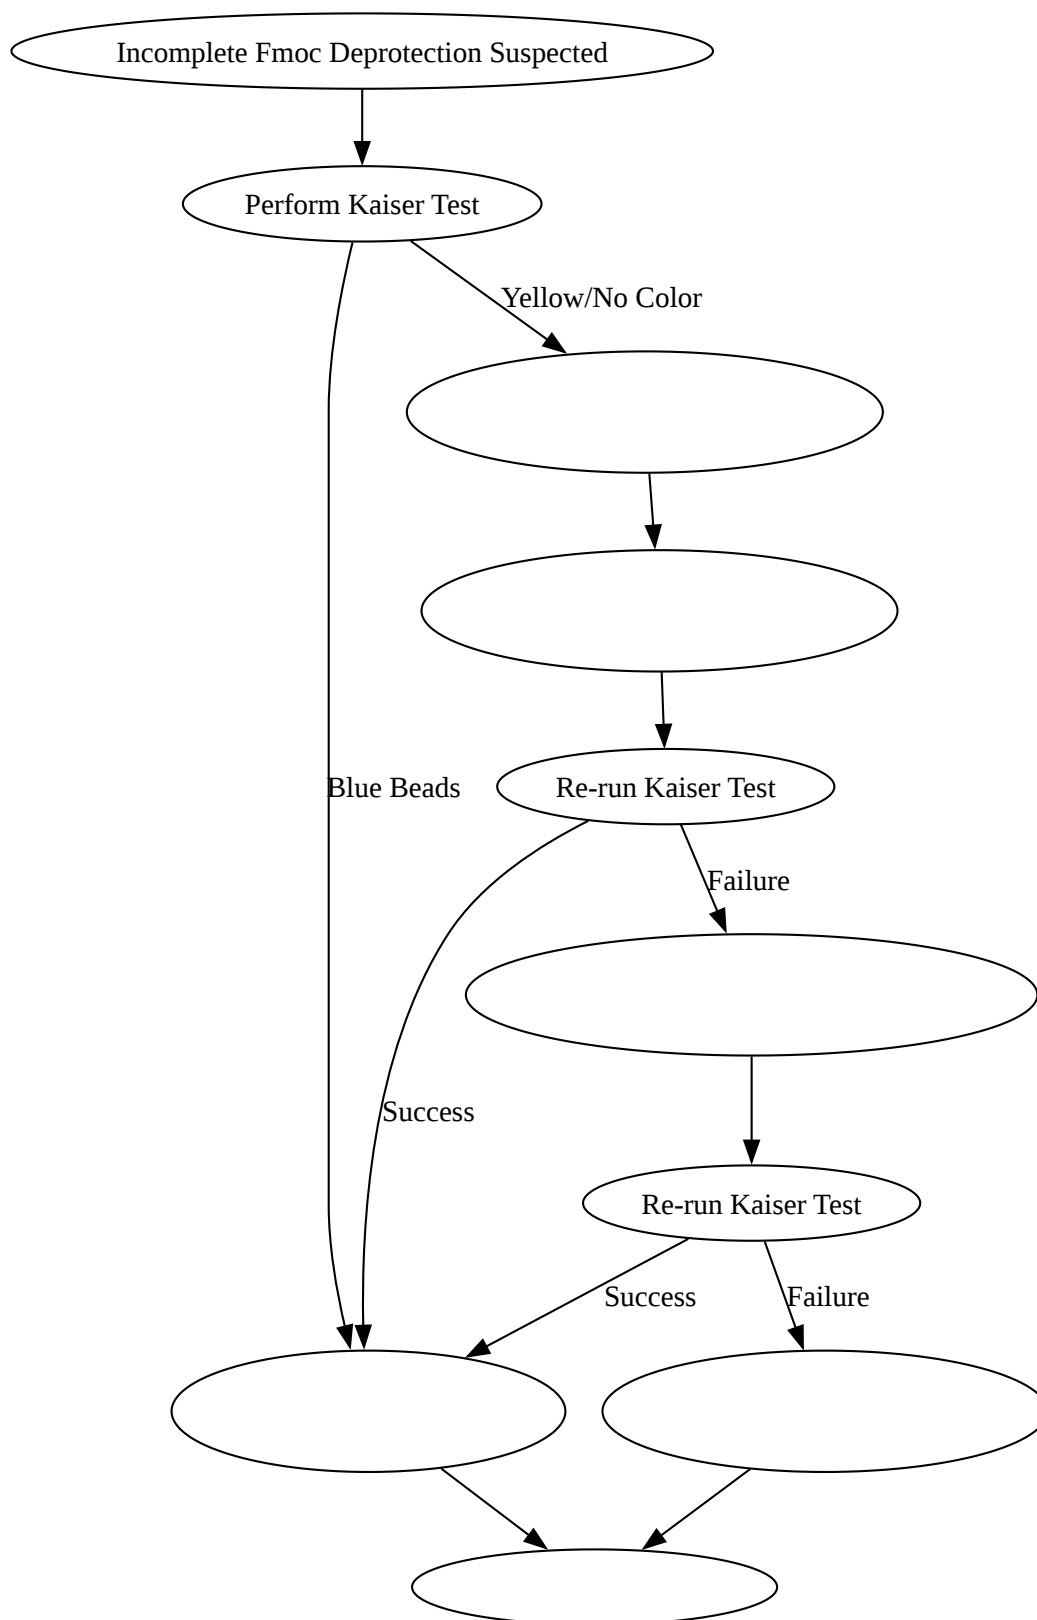 Incomplete Fmoc Deprotection Suspected
Perform Kaiser Test
Yellow/No Color
Blue Beads
Re-run Kaiser Test
Failure
Success
Re-run Kaiser Test
Success
Failure